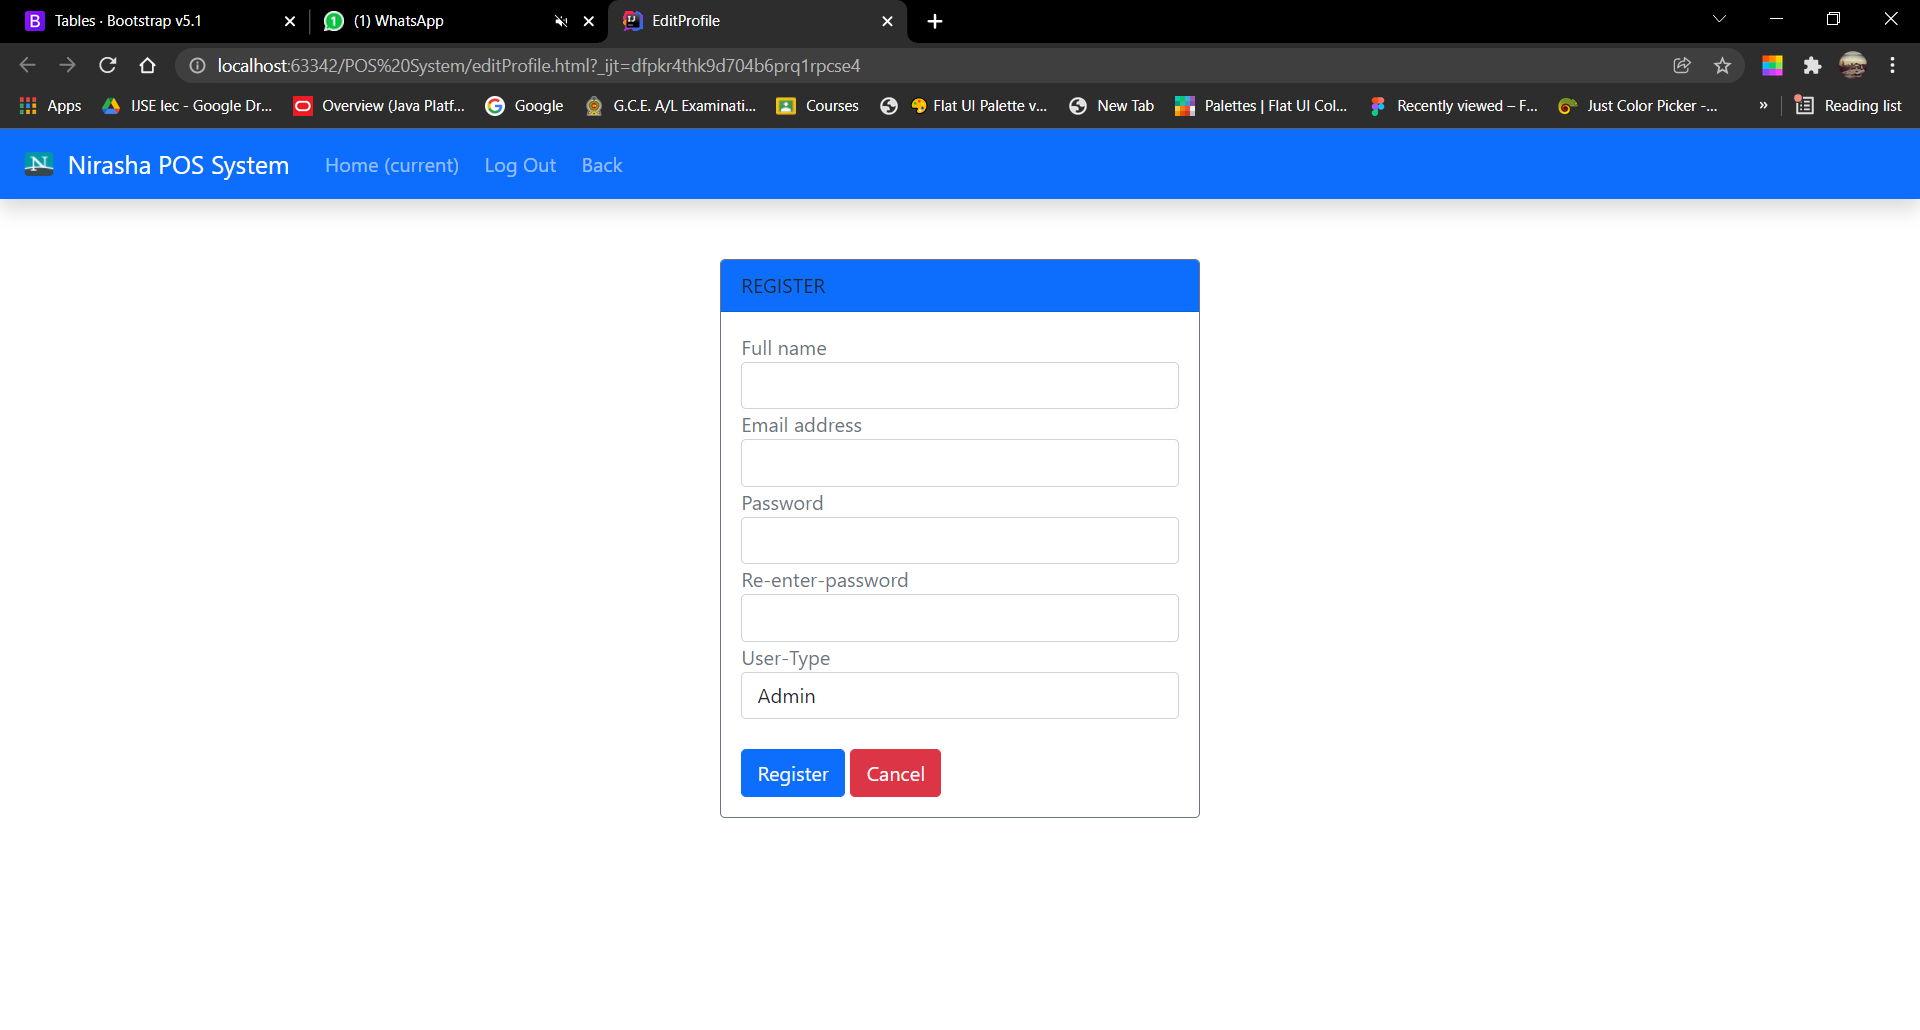 Tables · Bootstrap v5.1
(1) WhatsApp
EditProfile
localhost:63342/POS%20System/editProfile.html?_ijt=dfpkr4thk9d704b6prq1rpcse4
Apps
IJSE lec - Google Dr...
Overview (Java Platf...
Google
G.C.E. A/L Examinati...
Courses
Flat UI Palette v...
New Tab
Palettes | Flat UI Col...
Recently viewed – F...
Just Color Picker -...
»
Reading list
N Nirasha POS System
Home (current)
Log Out
Back
REGISTER
Full name
Email address
Password
Re-enter-password
User-Type
Admin
Register
Cancel